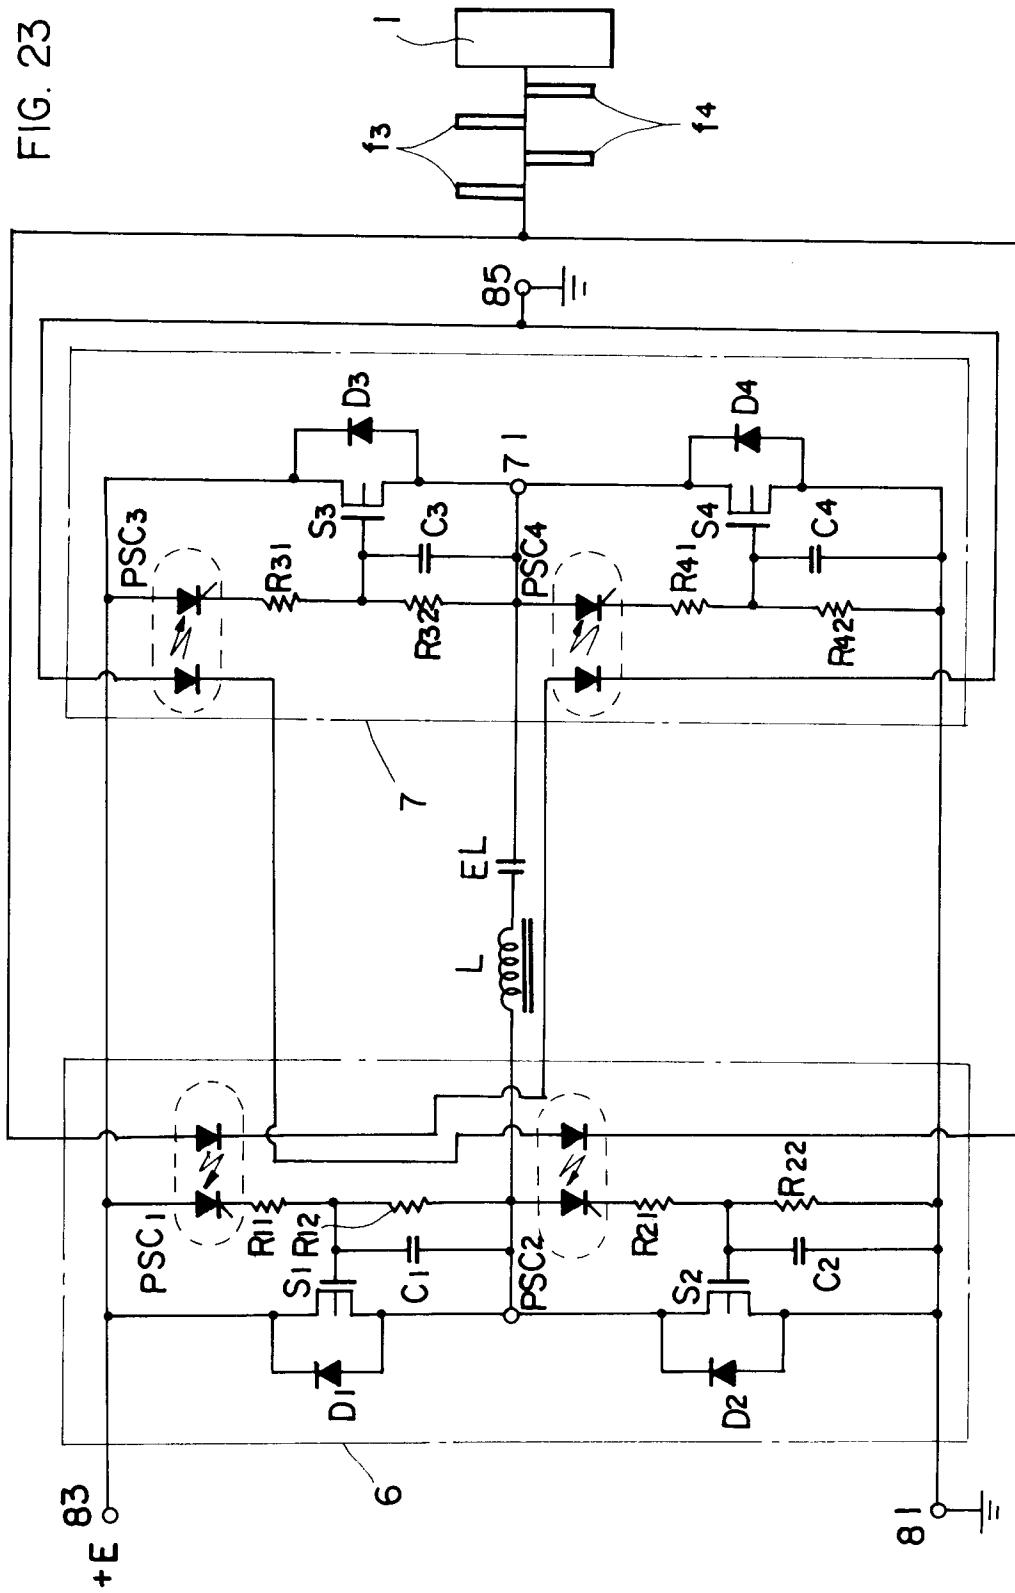 FIG. 23
1
f3
f4
85
PSC3
D3
S3
R31
C3
R32
71
PSC4
D4
S4
R41
C4
R42
7
EL
L
PSC1
R11
R12
S1
C1
D1
PSC2
R21
R22
S2
C2
D2
6
83
+E
81